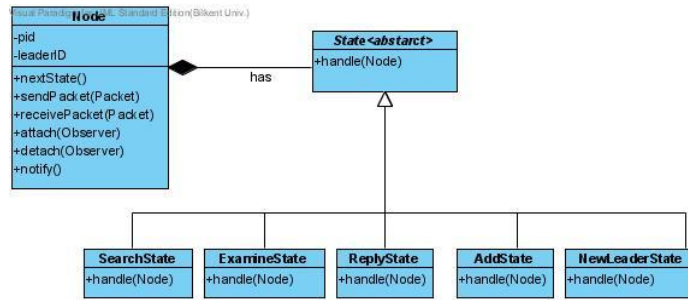 Visual Paradigm for UML Standard Edition(Bilkent Univ.)
Node
-pid
-leaderID
+nextState()
+sendPacket(Packet)
+receivePacket(Packet)
+attach(Observer)
+detach(Observer)
+notify()
has
State<abstarct>
+handle(Node)
SearchState
+handle(Node)
ExamineState
+handle(Node)
ReplyState
+handle(Node)
AddState
+handle(Node)
NewLeaderState
+handle(Node)